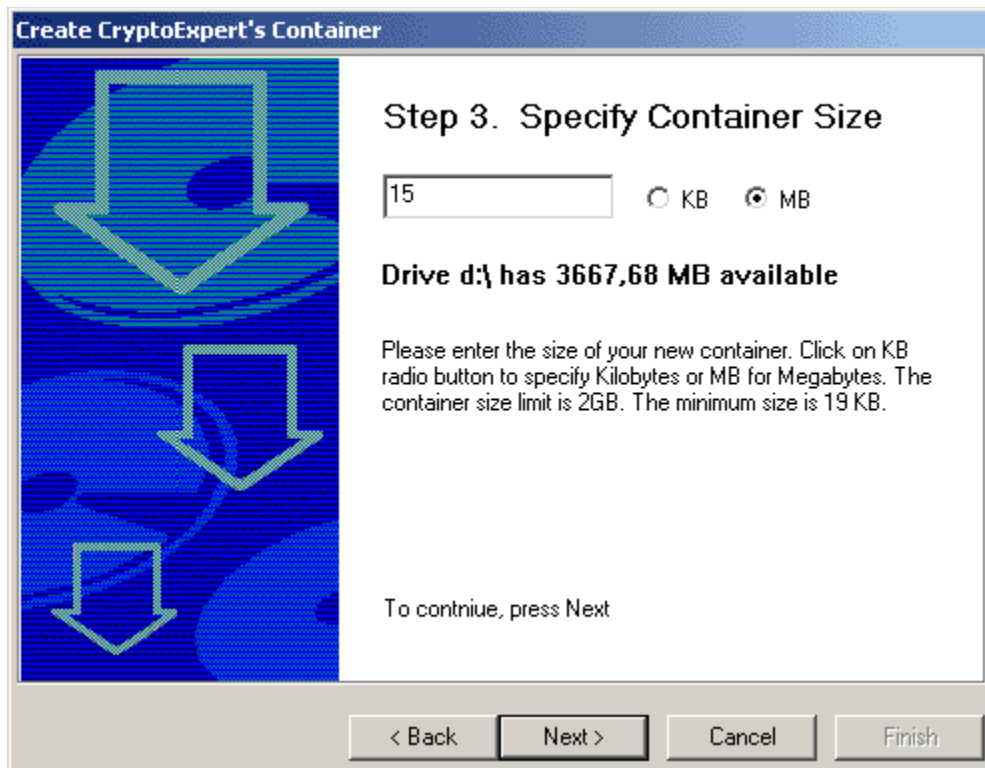 Create CryptoExpert's Container
Step 3. Specify Container Size
15 KB MB
Drive d:\ has 3667,68 MB available
Please enter the size of your new container. Click on KB
radio button to specify Kilobytes or MB for Megabytes. The
container size limit is 2GB. The minimum size is 19 KB.
To contniue, press Next
< Back Next > Cancel Finish